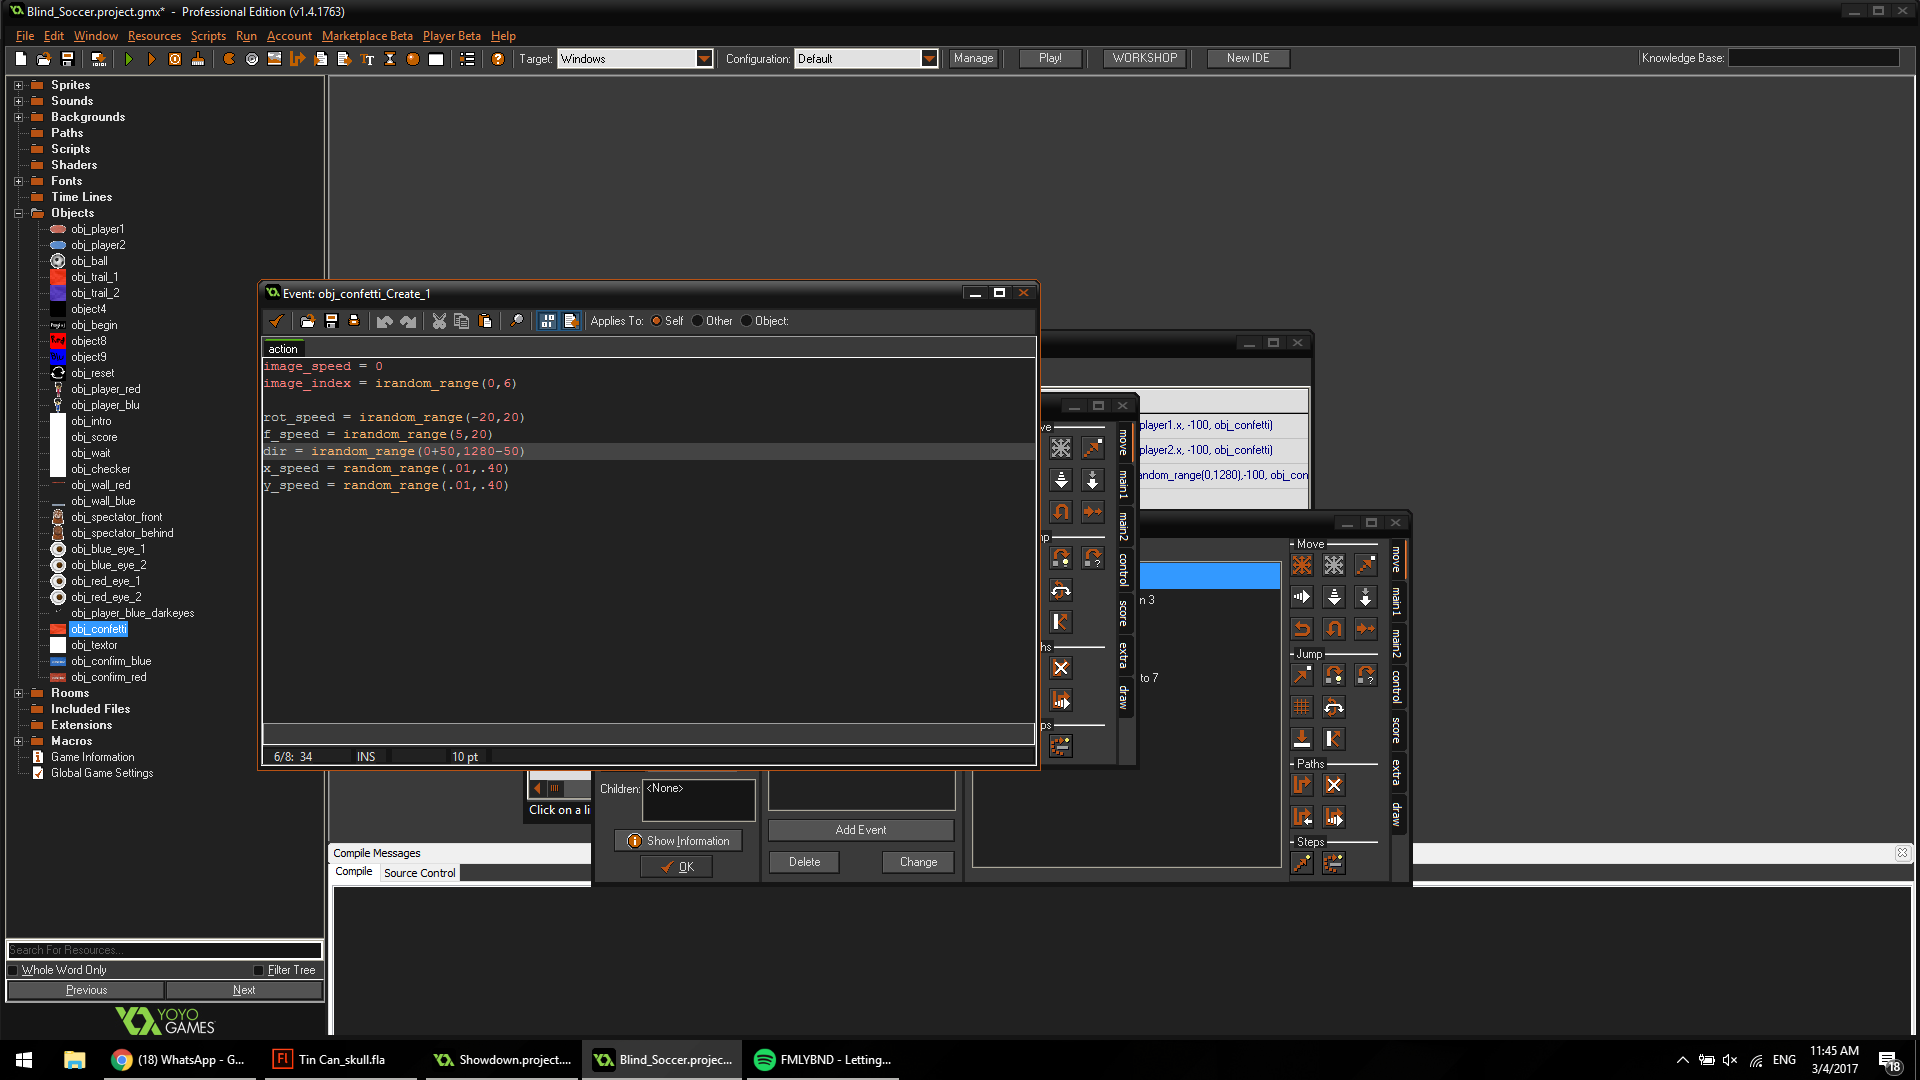 Blind_Soccer.project.gmx*  -  Professional Edition (v1.4.1763)
File Edit Window Resources Scripts Run Account Marketplace Beta Player Beta Help
Target: Windows Configuration: Default Manage Play! WORKSHOP New IDE Knowledge Base:
Sprites
Sounds
Backgrounds
Paths
Scripts
Shaders
Fonts
Time Lines
Objects
obj_player1
obj_player2
obj_ball
obj_trail_1
obj_trail_2
object4
obj_begin
object8
object9
obj_reset
obj_player_red
obj_player_blu
obj_intro
obj_score
obj_wait
obj_checker
obj_wall_red
obj_wall_blue
obj_spectator_front
obj_spectator_behind
obj_blue_eye_1
obj_blue_eye_2
obj_red_eye_1
obj_red_eye_2
obj_player_blue_darkeyes
obj_confetti
obj_textor
obj_confirm_blue
obj_confirm_red
Rooms
Included Files
Extensions
Macros
Game Information
Global Game Settings
Search For Resources...
Whole Word Only Filter Tree
Previous Next
YOYO
GAMES
Event: obj_confetti_Create_1
Applies To: Self Other Object:
action
image_speed = 0
image_index = irandom_range(0,6)
rot_speed = irandom_range(-20,20)
f_speed = irandom_range(5,20)
dir = irandom_range(0+50,1280-50)
x_speed = random_range(.01,.40)
y_speed = random_range(.01,.40)
6/8: 34 INS 10 pt
player1.x, -100, obj_confetti)
player2.x, -100, obj_confetti)
andom_range(0,1280),-100, obj_con
move
main1
main2
control
score
extra
draw
n 3
to 7
Move
Jump
Paths
Steps
move
main1
main2
control
score
extra
draw
Click on a li
Children: <None>
Show Information
OK
Add Event
Delete Change
Compile Messages
Compile Source Control
(18) WhatsApp - G...
Tin Can_skull.fla
Showdown.project....
Blind_Soccer.projec...
FMLYBND - Letting...
ENG
11:45 AM
3/4/2017
18